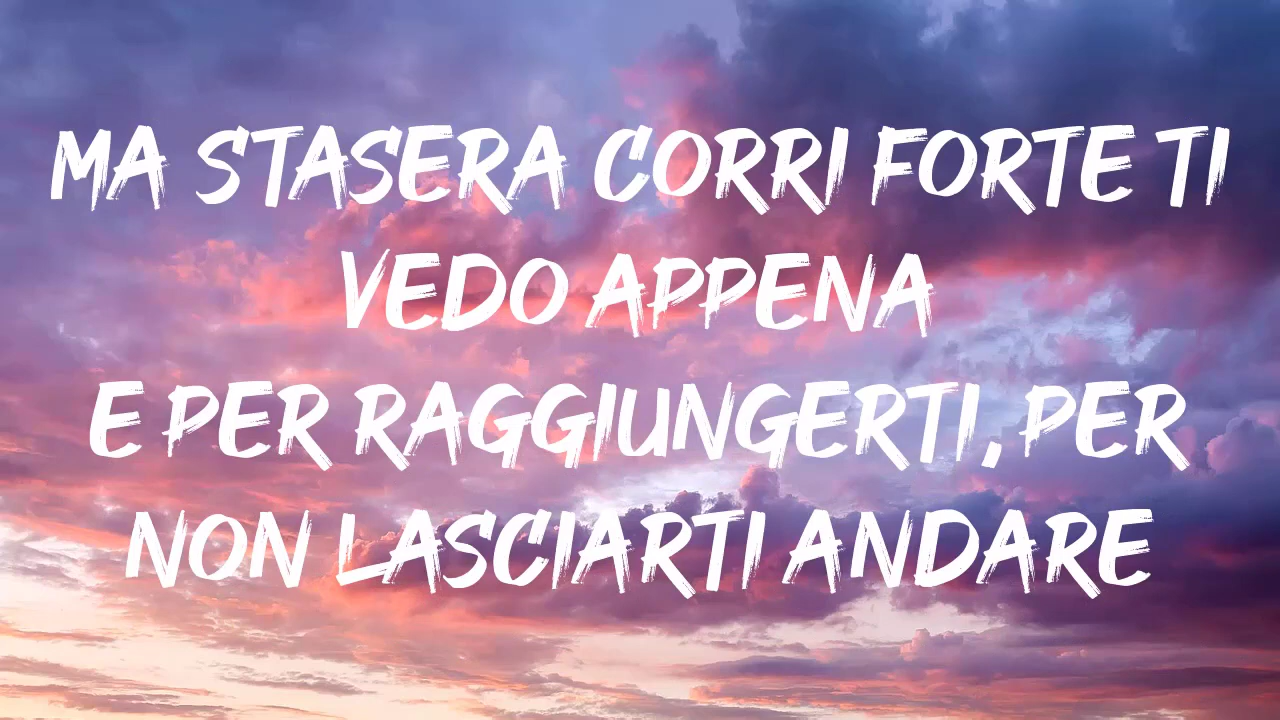 MA STASERA CORRI FORTE TI
VEDO APPENA
E PER RAGGIUNGERTI, PER
NON LASCIARTI ANDARE